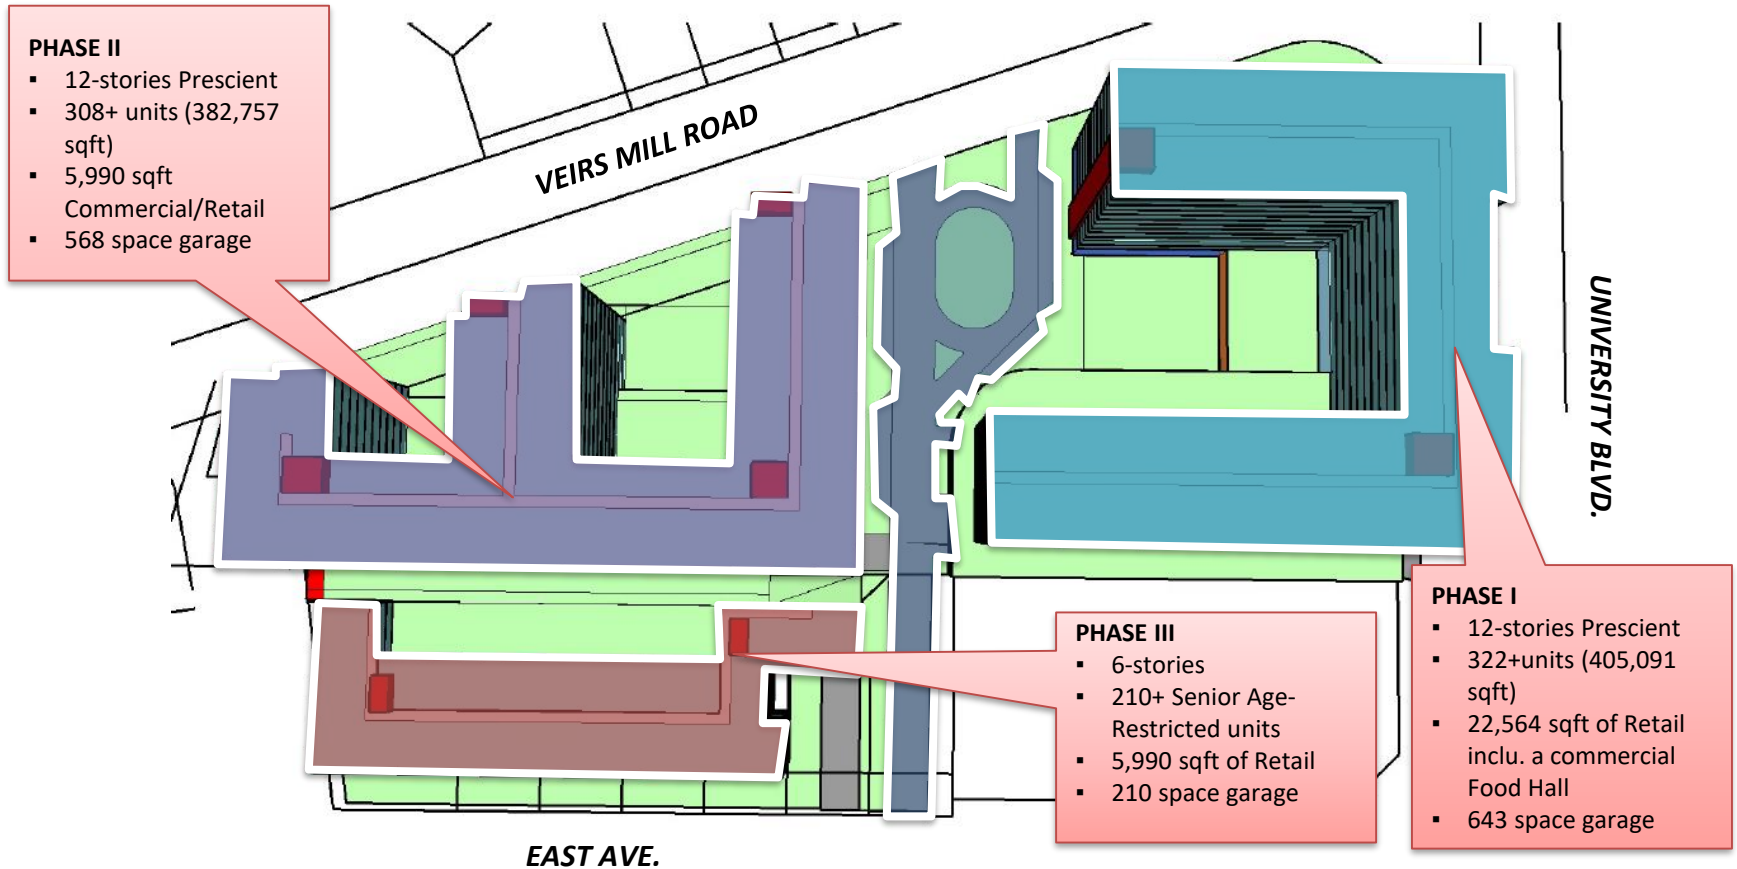 PHASE II
▪ 12-stories Prescient
▪ 308+ units (382,757
sqft)
▪ 5,990 sqft
Commercial/Retail
▪ 568 space garage
VEIRS MILL ROAD
UNIVERSITY BLVD.
PHASE III
▪ 6-stories
▪ 210+ Senior Age-
Restricted units
▪ 5,990 sqft of Retail
▪ 210 space garage
PHASE I
▪ 12-stories Prescient
▪ 322+units (405,091
sqft)
▪ 22,564 sqft of Retail
inclu. a commercial
Food Hall
▪ 643 space garage
EAST AVE.